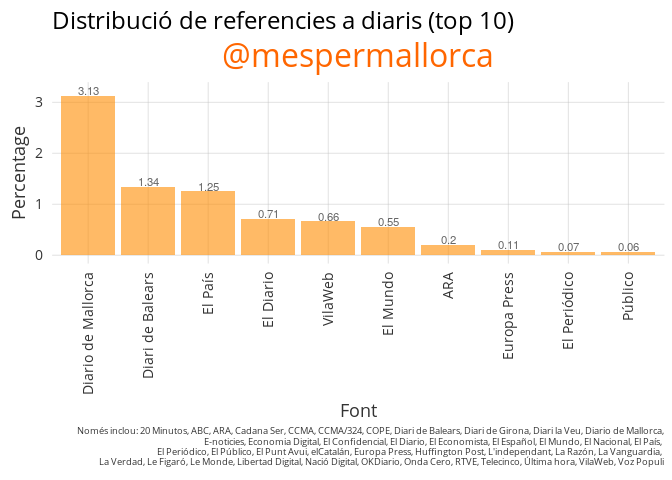 Distribució de referencies a diaris (top 10)
@mespermallorca
Percentage
3
2
1
0
3.13
1.34
1.25
0.71
0.66
0.55
0.2
0.11
0.07
0.06
Diario de Mallorca
Diari de Balears
El País
El Diario
VilaWeb
El Mundo
ARA
Europa Press
El Periódico
Público
Font
Només inclou: 20 Minutos, ABC, ARA, Cadana Ser, CCMA, CCMA/324, COPE, Diari de Balears, Diari de Girona, Diari la Veu, Diario de Mallorca,
E-noticies, Economia Digital, El Confidencial, El Diario, El Economista, El Español, El Mundo, El Nacional, El País,
El Periódico, El Público, El Punt Avui, elCatalán, Europa Press, Huffington Post, L'independant, La Razón, La Vanguardia,
La Verdad, Le Figaró, Le Monde, Libertad Digital, Nació Digital, OKDiario, Onda Cero, RTVE, Telecinco, Última hora, VilaWeb, Voz Populi